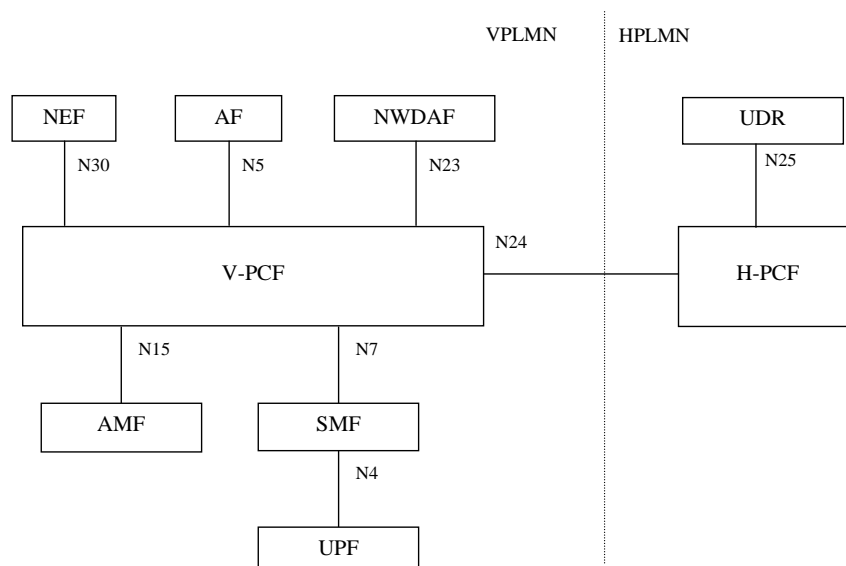 VPLMN HPLMN
NEF AF NWDAF UDR
N30 N5 N23 N25
N24
V-PCF H-PCF
N15 N7
AMF SMF
N4
UPF